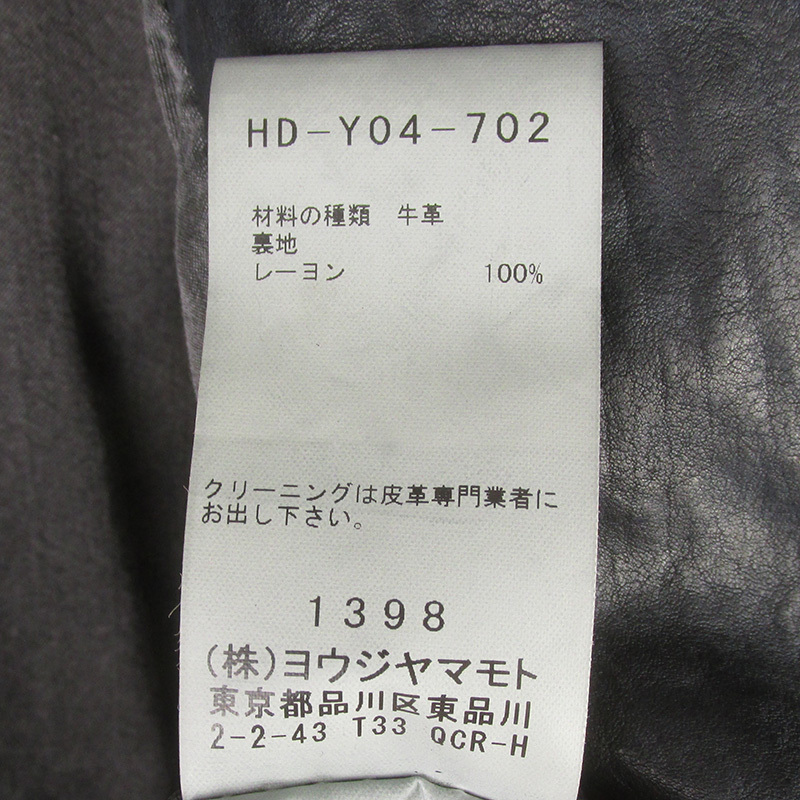 HD-Y04-702
材料の種類 牛革
裏地
レーヨン 100%
クリーニングは皮革専門業者に
お出し下さい。
1398
(株)ヨウジヤマモト
東京都品川区東品川
2-2-43 T33 QCR-H